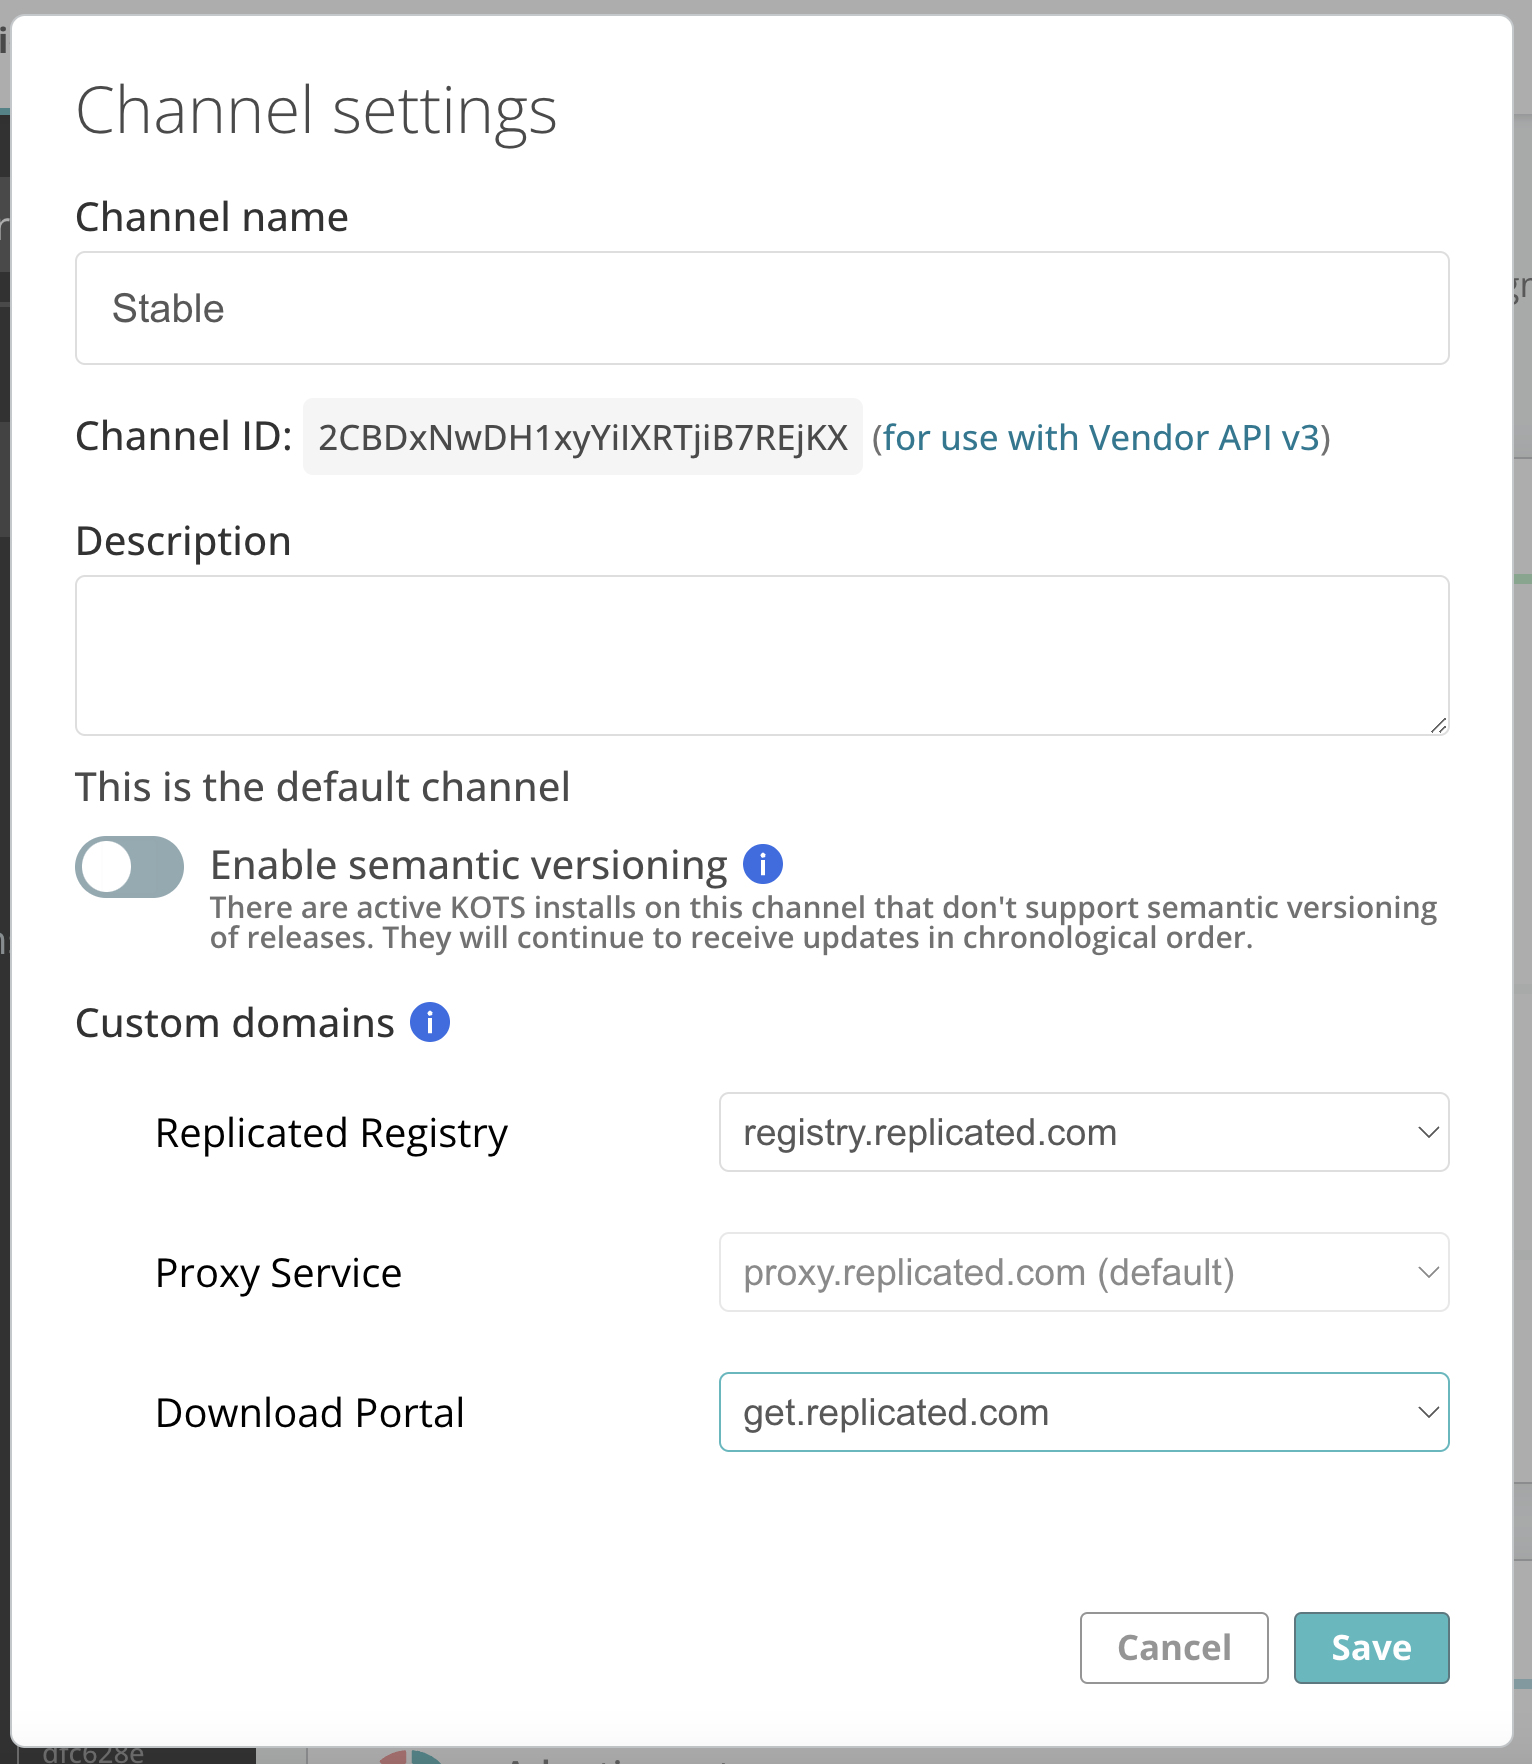 Channel settings
Channel name
Stable
Channel ID: 2CBDxNwDH1xyYiIXRTjiB7REjKX (for use with Vendor API v3)
Description
This is the default channel
Enable semantic versioning
There are active KOTS installs on this channel that don't support semantic versioning
of releases. They will continue to receive updates in chronological order.
Custom domains
Replicated Registry
registry.replicated.com
Proxy Service
proxy.replicated.com (default)
Download Portal
get.replicated.com
Cancel
Save
dfc628e